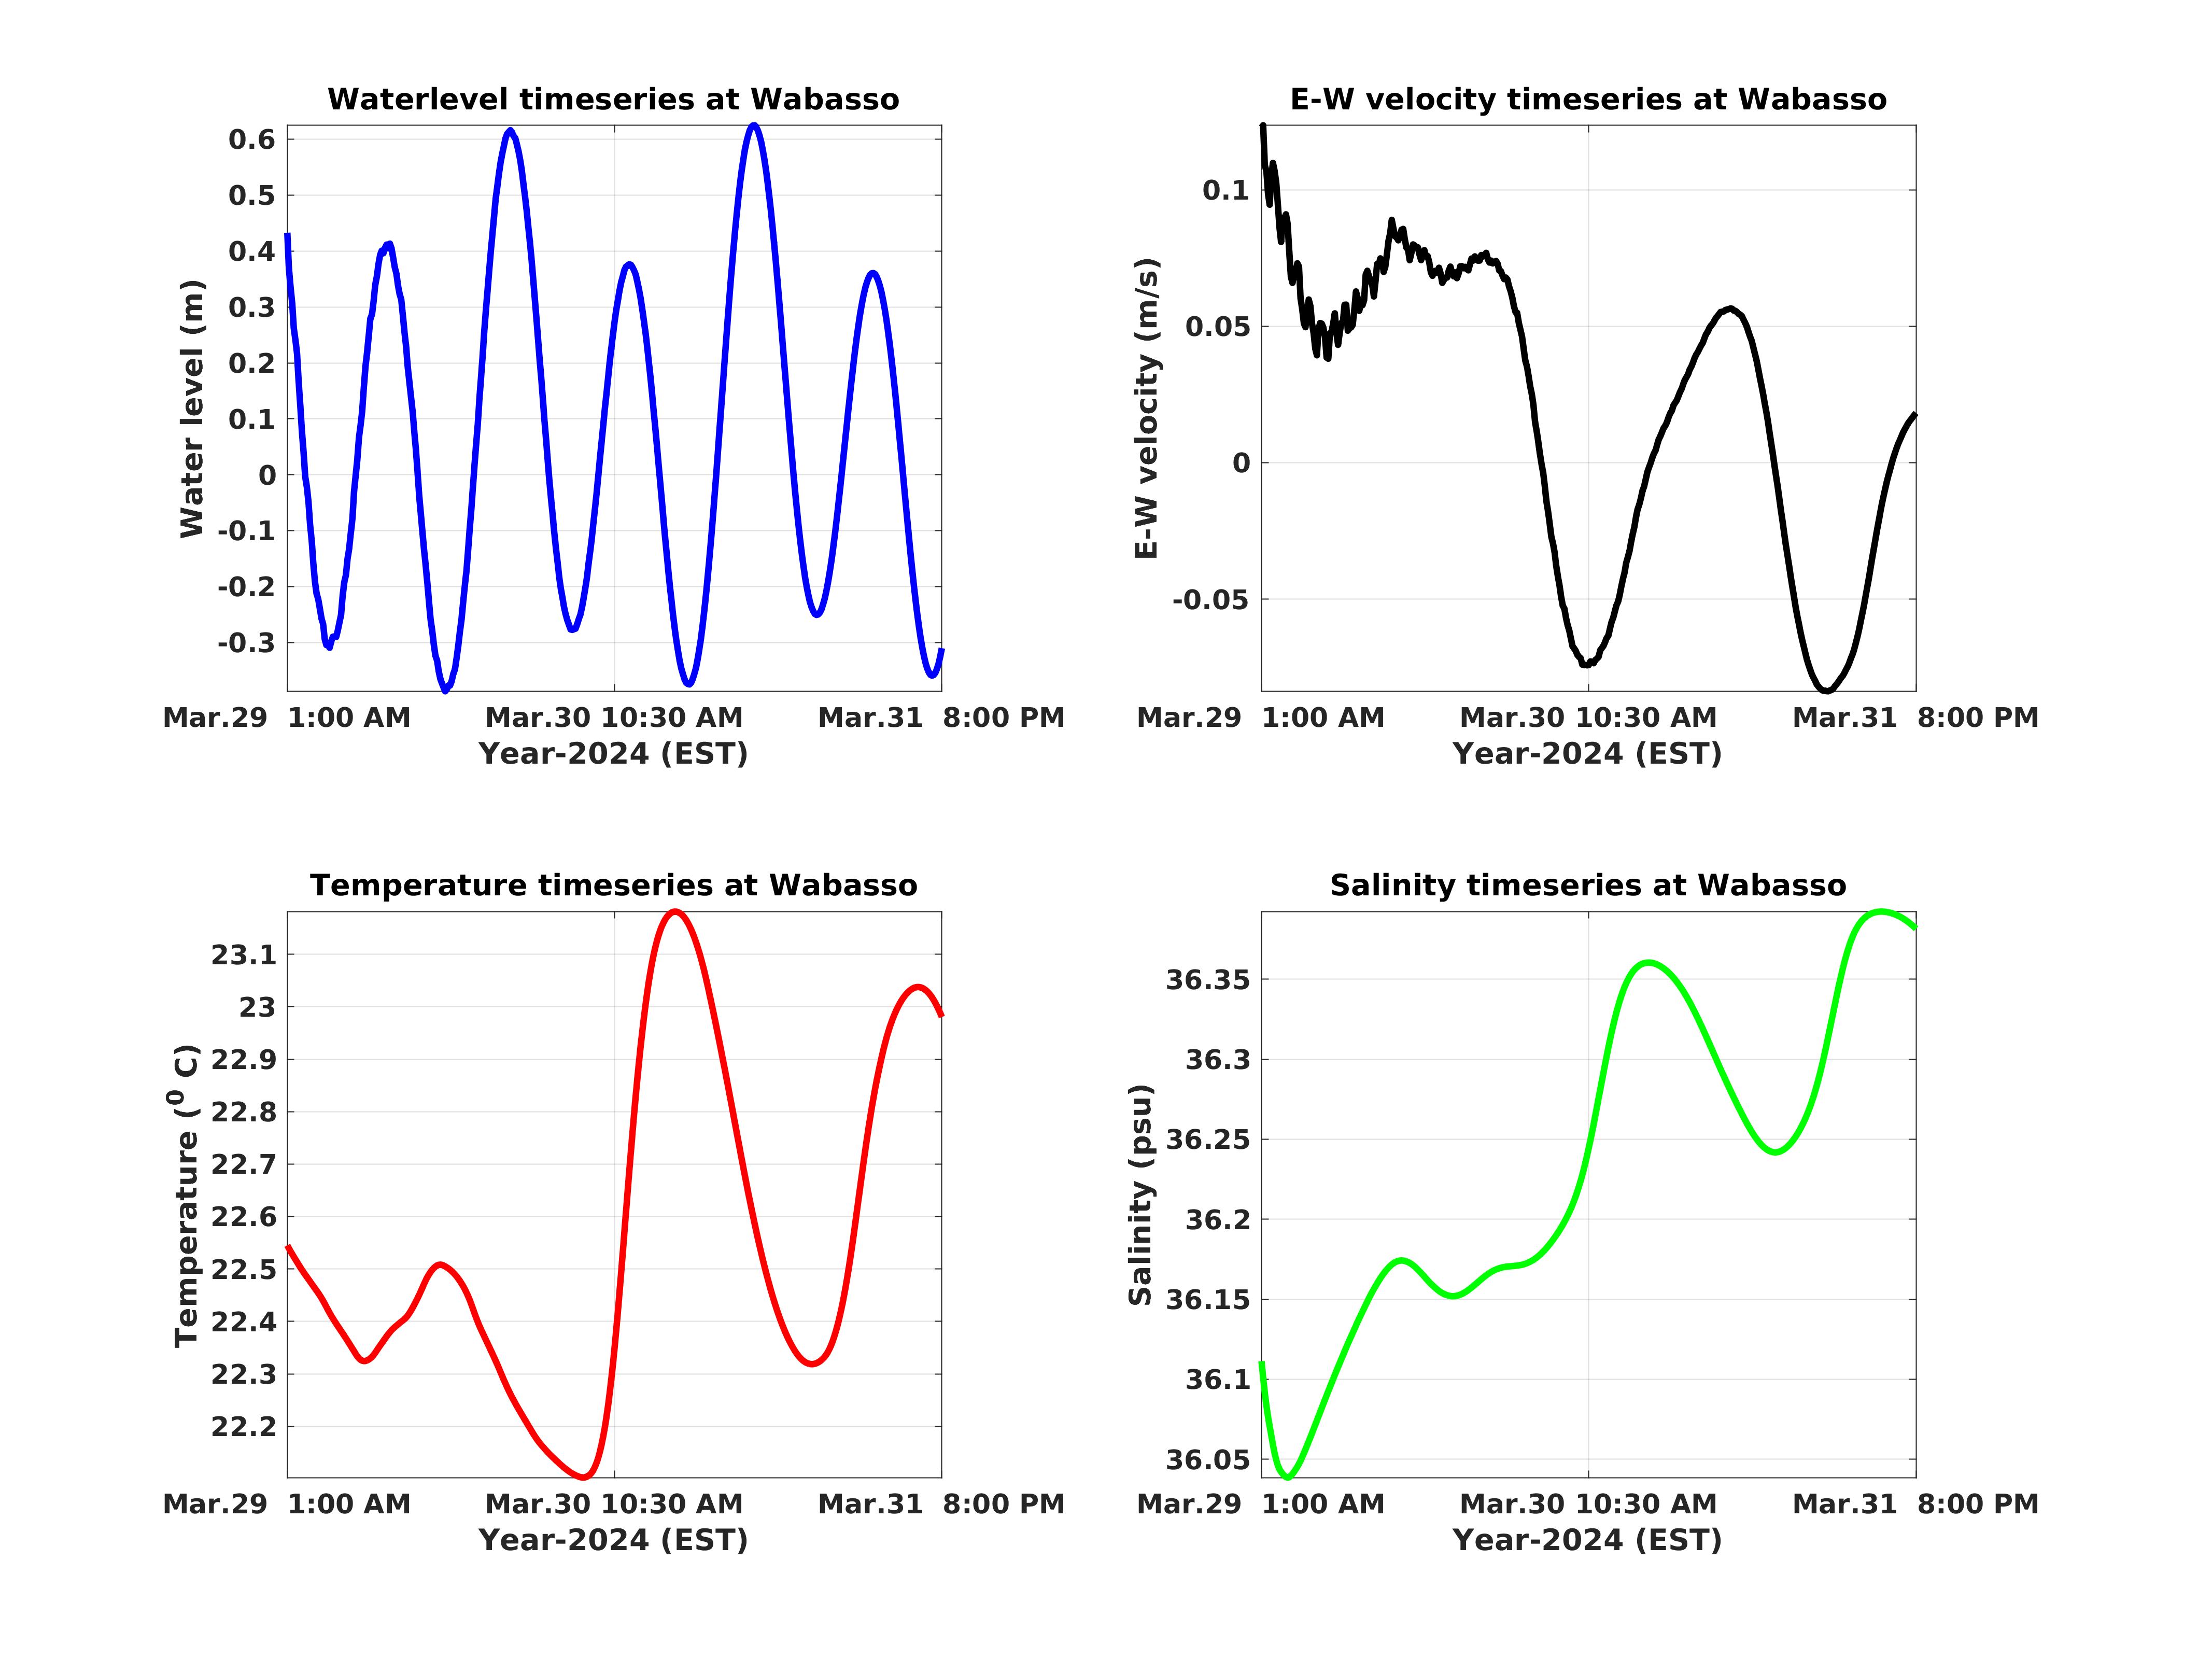 Waterlevel timeseries at Wabasso
0.6
0.5
0.4
0.3
0.2
0.1
0
-0.1
-0.2
-0.3
Water level (m)
Mar.29 1:00 AM Mar.30 10:30 AM Mar.31 8:00 PM
Year-2024 (EST)
E-W velocity timeseries at Wabasso
0.1
0.05
0
-0.05
E-W velocity (m/s)
Mar.29 1:00 AM Mar.30 10:30 AM Mar.31 8:00 PM
Year-2024 (EST)
Temperature timeseries at Wabasso
23.1
23
22.9
22.8
22.7
22.6
22.5
22.4
22.3
22.2
Temperature (⁰ C)
Mar.29 1:00 AM Mar.30 10:30 AM Mar.31 8:00 PM
Year-2024 (EST)
Salinity timeseries at Wabasso
36.35
36.3
36.25
36.2
36.15
36.1
36.05
Salinity (psu)
Mar.29 1:00 AM Mar.30 10:30 AM Mar.31 8:00 PM
Year-2024 (EST)